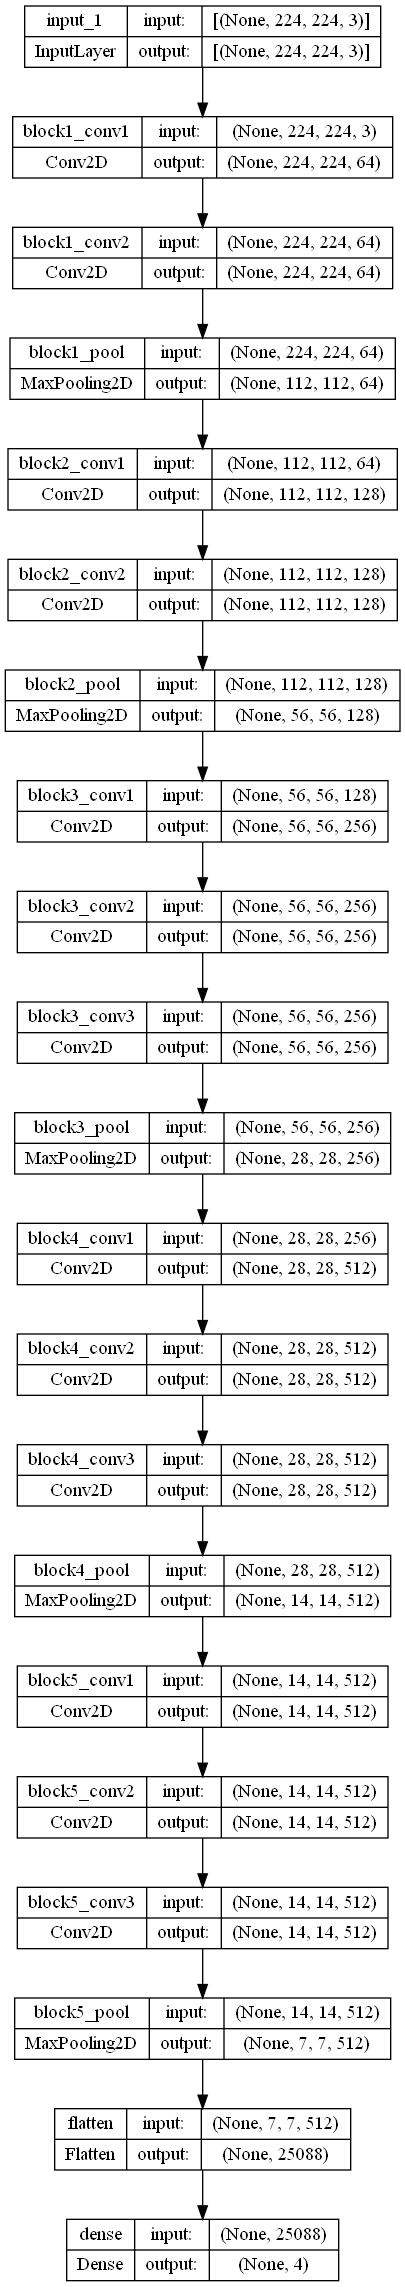 input_1 input: [(None, 224, 224, 3)]
InputLayer output: [(None, 224, 224, 3)]
block1_conv1 input: (None, 224, 224, 3)
Conv2D output: (None, 224, 224, 64)
block1_conv2 input: (None, 224, 224, 64)
Conv2D output: (None, 224, 224, 64)
block1_pool input: (None, 224, 224, 64)
MaxPooling2D output: (None, 112, 112, 64)
block2_conv1 input: (None, 112, 112, 64)
Conv2D output: (None, 112, 112, 128)
block2_conv2 input: (None, 112, 112, 128)
Conv2D output: (None, 112, 112, 128)
block2_pool input: (None, 112, 112, 128)
MaxPooling2D output: (None, 56, 56, 128)
block3_conv1 input: (None, 56, 56, 128)
Conv2D output: (None, 56, 56, 256)
block3_conv2 input: (None, 56, 56, 256)
Conv2D output: (None, 56, 56, 256)
block3_conv3 input: (None, 56, 56, 256)
Conv2D output: (None, 56, 56, 256)
block3_pool input: (None, 56, 56, 256)
MaxPooling2D output: (None, 28, 28, 256)
block4_conv1 input: (None, 28, 28, 256)
Conv2D output: (None, 28, 28, 512)
block4_conv2 input: (None, 28, 28, 512)
Conv2D output: (None, 28, 28, 512)
block4_conv3 input: (None, 28, 28, 512)
Conv2D output: (None, 28, 28, 512)
block4_pool input: (None, 28, 28, 512)
MaxPooling2D output: (None, 14, 14, 512)
block5_conv1 input: (None, 14, 14, 512)
Conv2D output: (None, 14, 14, 512)
block5_conv2 input: (None, 14, 14, 512)
Conv2D output: (None, 14, 14, 512)
block5_conv3 input: (None, 14, 14, 512)
Conv2D output: (None, 14, 14, 512)
block5_pool input: (None, 14, 14, 512)
MaxPooling2D output: (None, 7, 7, 512)
flatten input: (None, 7, 7, 512)
Flatten output: (None, 25088)
dense input: (None, 25088)
Dense output: (None, 4)